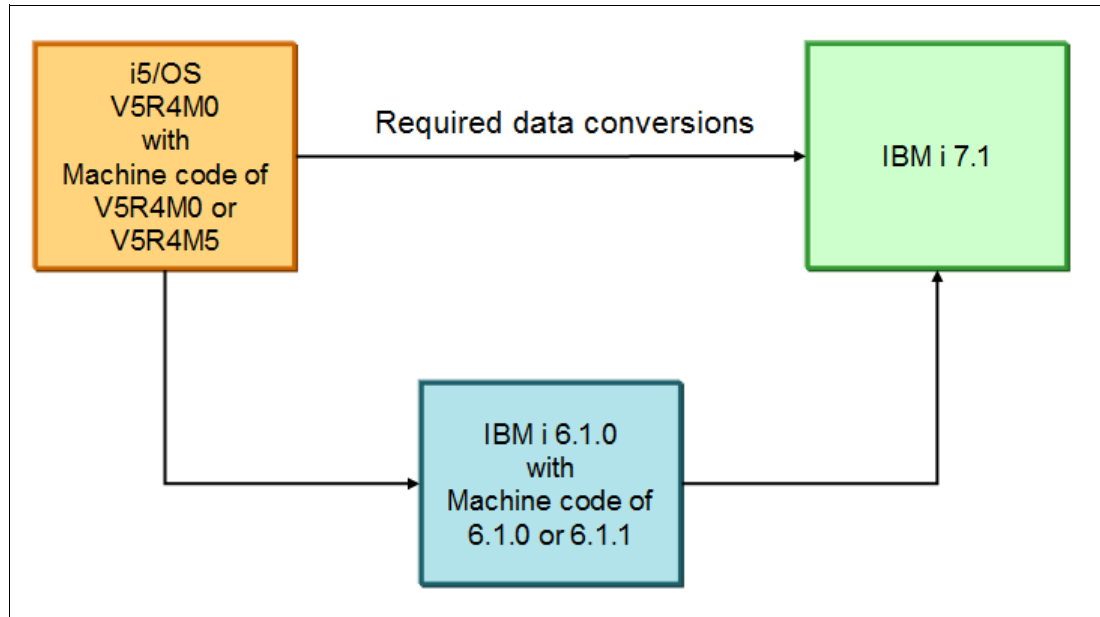 i5/OS
V5R4M0
with
Machine code of
V5R4M0 or
V5R4M5
Required data conversions
IBM i 7.1
IBM i 6.1.0
with
Machine code of
6.1.0 or 6.1.1